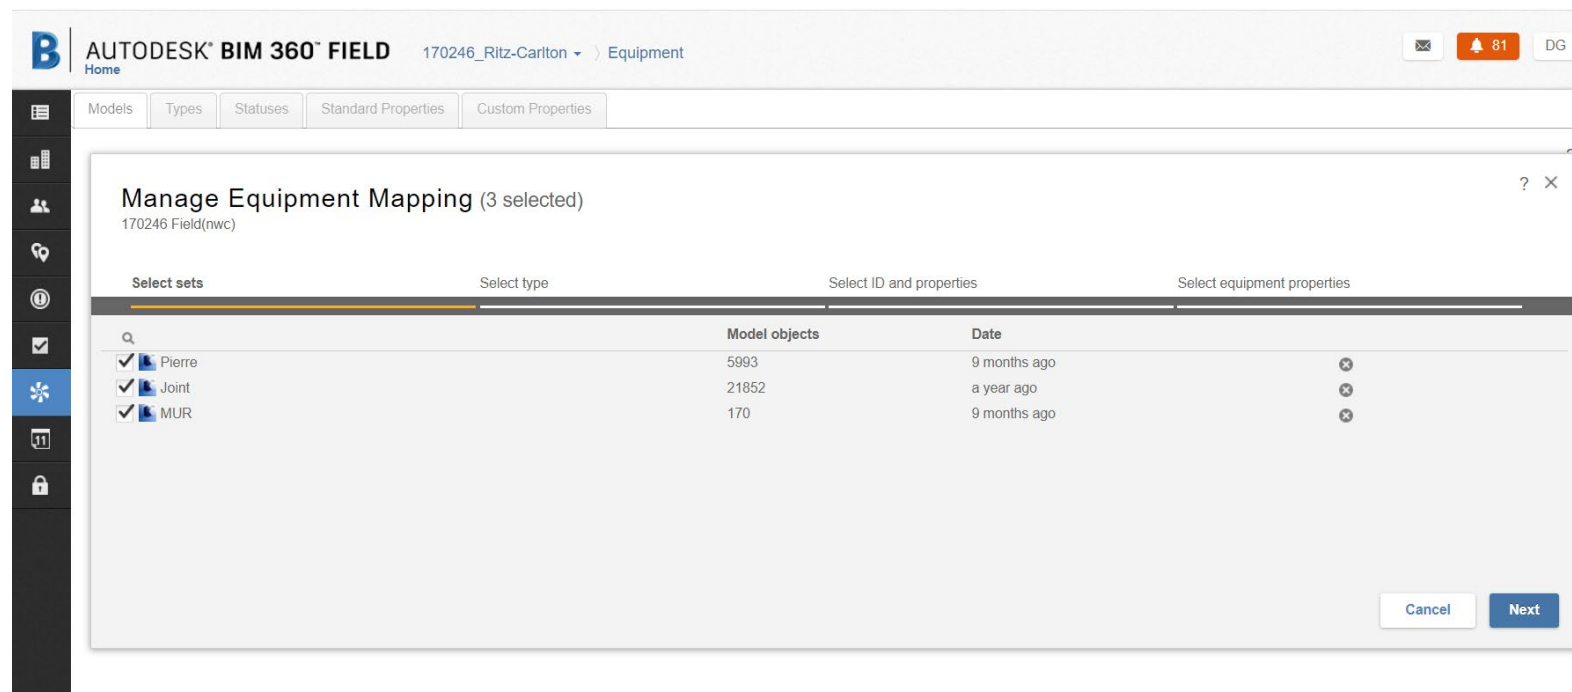 AUTODESK® BIM 360™ FIELD 170246_Ritz-Carlton Equipment 81 DG
Home
Models Types Statuses Standard Properties Custom Properties
Manage Equipment Mapping (3 selected) ? ×
170246 Field(nwc)
Select sets Select type Select ID and properties Select equipment properties
Model objects Date
Pierre 5993 9 months ago
Joint 21852 a year ago
MUR 170 9 months ago
11
Cancel Next